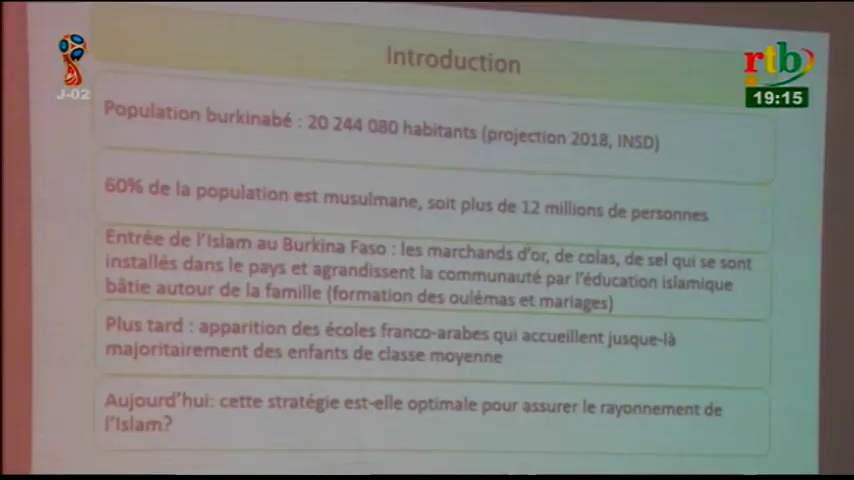 Introduction
J-02
rtb
19:15
Population burkinabé : 20 244 080 habitants (projection 2018, INSD)
60% de la population est musulmane, soit plus de 12 millions de personnes
Entrée de l'Islam au Burkina Faso : les marchands d'or, de colas, de sel qui se sont
installés dans le pays et agrandissent la communauté par l'éducation islamique
bâtie autour de la famille (formation des oulémas et mariages)
Plus tard : apparition des écoles franco-arabes qui accueillent jusque-là
majoritairement des enfants de classe moyenne
Aujourd'hui: cette stratégie est-elle optimale pour assurer le rayonnement de
l'Islam?